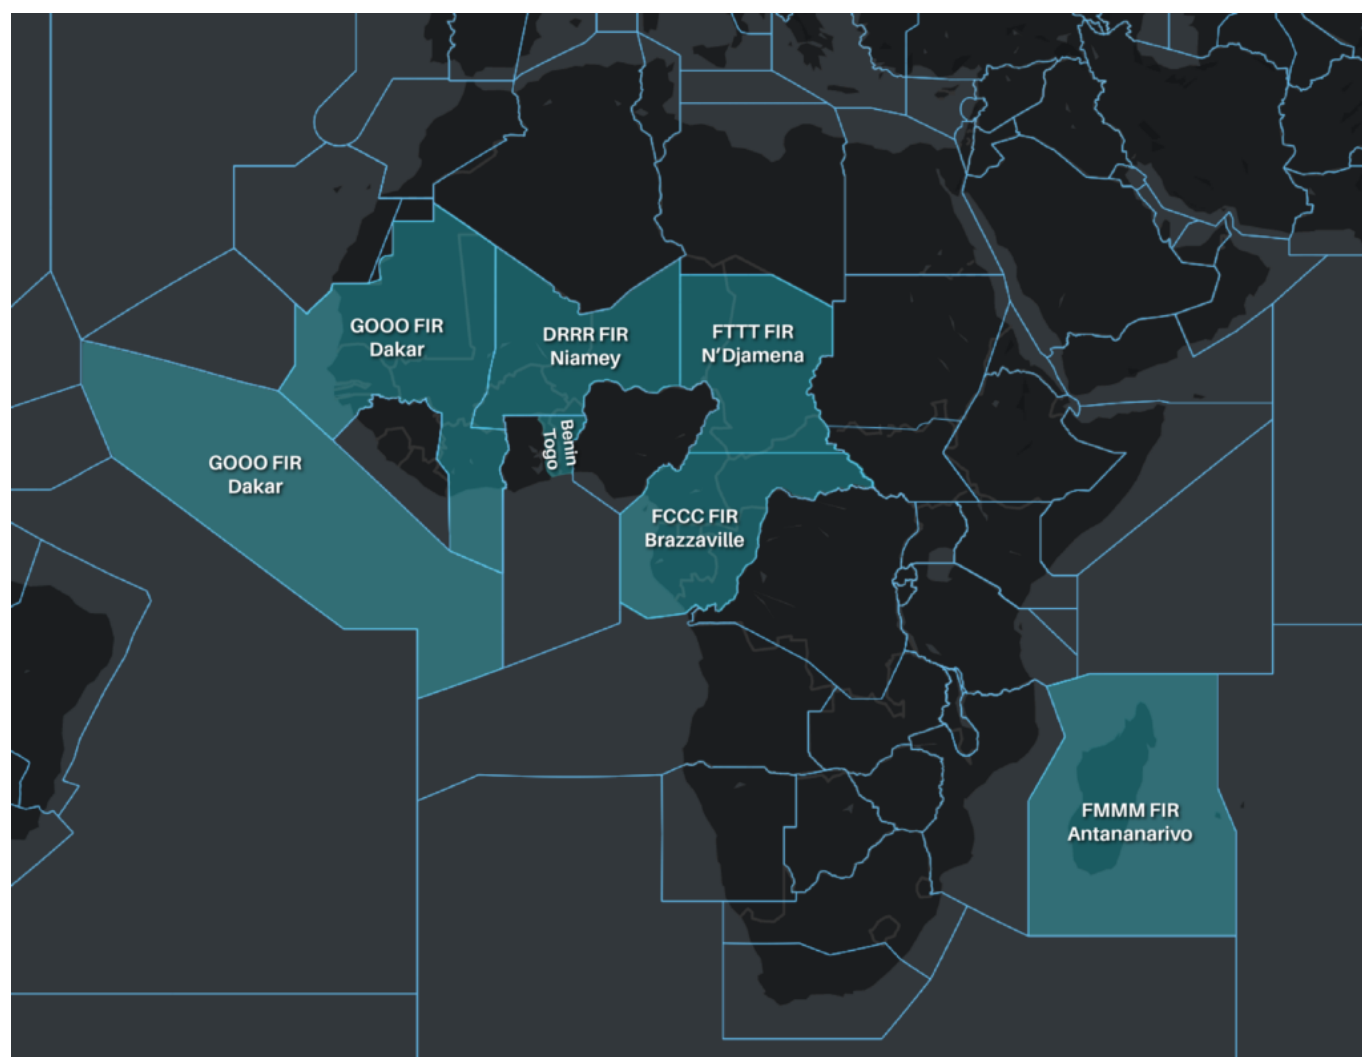 GOOO FIR
Dakar
DRRR FIR
Niamey
FTTT FIR
N'Djamena
Benin
Togo
GOOO FIR
Dakar
FCCC FIR
Brazzaville
FMMM FIR
Antananarivo